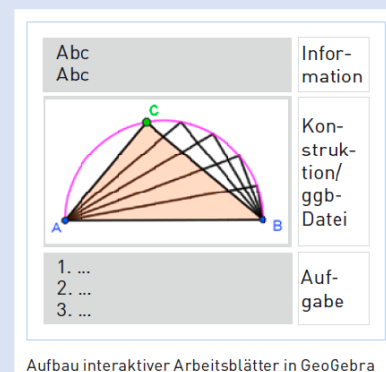 Abc
Abc
Infor-
mation
C
A
B
Kon-
struk-
tion/
ggb-
Datei
1. ...
2. ...
3. ...
Auf-
gabe
Aufbau interaktiver Arbeitsblätter in GeoGebra